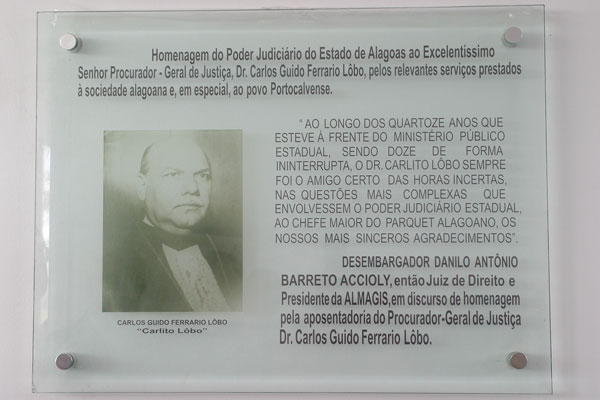 Homenagem do Poder Judiciário do Estado de Alagoas ao Excelentissimo
Senhor Procurador - Geral de Justiça, Dr. Carlos Guido Ferrario Lôbo, pelos relevantes serviços prestados
à sociedade alagoana e, em especial, ao povo Portocalvense.
" AO LONGO DOS QUARTOZE ANOS QUE
ESTEVE À FRENTE DO MINISTÉRIO PÚBLICO
ESTADUAL, SENDO DOZE DE FORMA
ININTERRUPTA, O DR. CARLITO LÔBO SEMPRE
FOI O AMIGO CERTO DAS HORAS INCERTAS,
NAS QUESTÕES MAIS COMPLEXAS QUE
ENVOLVESSEM O PODER JUDICIÁRIO ESTADUAL,
AO CHEFE MAIOR DO PARQUET ALAGOANO, OS
NOSSOS MAIS SINCEROS AGRADECIMENTOS".
DESEMBARGADOR DANILO ANTÔNIO
BARRETO ACCIOLY, então Juiz de Direito e
Presidente da ALMAGIS, em discurso de homenagem
pela aposentadoria do Procurador-Geral de Justiça
Dr. Carlos Guido Ferrario Lôbo.
CARLOS GUIDO FERRARIO LÔBO
"Carlito Lôbo"